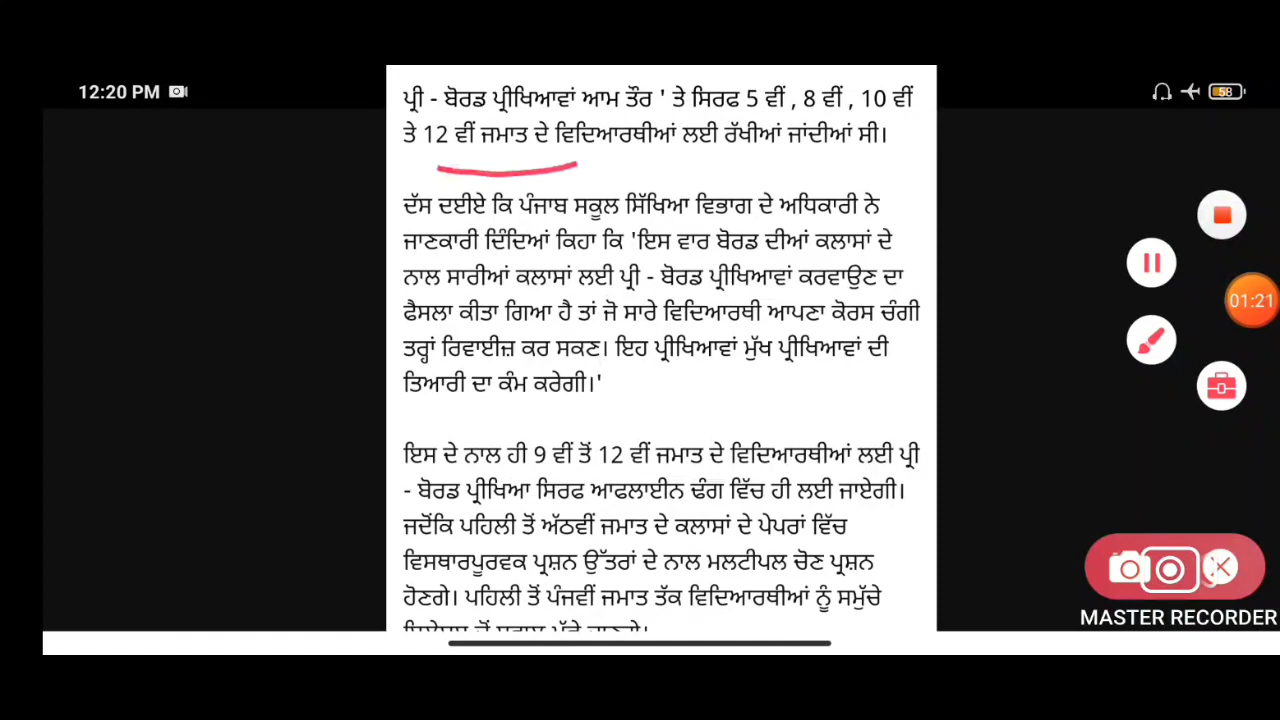 12:20 PM
58
ਪ੍ਰੀ - ਬੋਰਡ ਪ੍ਰੀਖਿਆਵਾਂ ਆਮ ਤੌਰ ' ਤੇ ਸਿਰਫ 5 ਵੀਂ , 8 ਵੀਂ , 10 ਵੀਂ
ਤੇ 12 ਵੀਂ ਜਮਾਤ ਦੇ ਵਿਦਿਆਰਥੀਆਂ ਲਈ ਰੱਖੀਆਂ ਜਾਂਦੀਆਂ ਸੀ।
ਦੱਸ ਦਈਏ ਕਿ ਪੰਜਾਬ ਸਕੂਲ ਸਿੱਖਿਆ ਵਿਭਾਗ ਦੇ ਅਧਿਕਾਰੀ ਨੇ
ਜਾਣਕਾਰੀ ਦਿੰਦਿਆਂ ਕਿਹਾ ਕਿ 'ਇਸ ਵਾਰ ਬੋਰਡ ਦੀਆਂ ਕਲਾਸਾਂ ਦੇ
ਨਾਲ ਸਾਰੀਆਂ ਕਲਾਸਾਂ ਲਈ ਪ੍ਰੀ - ਬੋਰਡ ਪ੍ਰੀਖਿਆਵਾਂ ਕਰਵਾਉਣ ਦਾ
ਫੈਸਲਾ ਕੀਤਾ ਗਿਆ ਹੈ ਤਾਂ ਜੋ ਸਾਰੇ ਵਿਦਿਆਰਥੀ ਆਪਣਾ ਕੋਰਸ ਚੰਗੀ
ਤਰ੍ਹਾਂ ਰਿਵਾਈਜ਼ ਕਰ ਸਕਣ। ਇਹ ਪ੍ਰੀਖਿਆਵਾਂ ਮੁੱਖ ਪ੍ਰੀਖਿਆਵਾਂ ਦੀ
ਤਿਆਰੀ ਦਾ ਕੰਮ ਕਰੇਗੀ।'
ਇਸ ਦੇ ਨਾਲ ਹੀ 9 ਵੀਂ ਤੋਂ 12 ਵੀਂ ਜਮਾਤ ਦੇ ਵਿਦਿਆਰਥੀਆਂ ਲਈ ਪ੍ਰੀ
- ਬੋਰਡ ਪ੍ਰੀਖਿਆ ਸਿਰਫ ਆਫਲਾਈਨ ਢੰਗ ਵਿੱਚ ਹੀ ਲਈ ਜਾਏਗੀ।
ਜਦੋਂਕਿ ਪਹਿਲੀ ਤੋਂ ਅੱਠਵੀਂ ਜਮਾਤ ਦੇ ਕਲਾਸਾਂ ਦੇ ਪੇਪਰਾਂ ਵਿੱਚ
ਵਿਸਥਾਰਪੂਰਵਕ ਪ੍ਰਸ਼ਨ ਉੱਤਰਾਂ ਦੇ ਨਾਲ ਮਲਟੀਪਲ ਚੋਣ ਪ੍ਰਸ਼ਨ
ਹੋਣਗੇ। ਪਹਿਲੀ ਤੋਂ ਪੰਜਵੀਂ ਜਮਾਤ ਤੱਕ ਵਿਦਿਆਰਥੀਆਂ ਨੂੰ ਸਮੁੱਚੇ
01:21
MASTER RECORDER